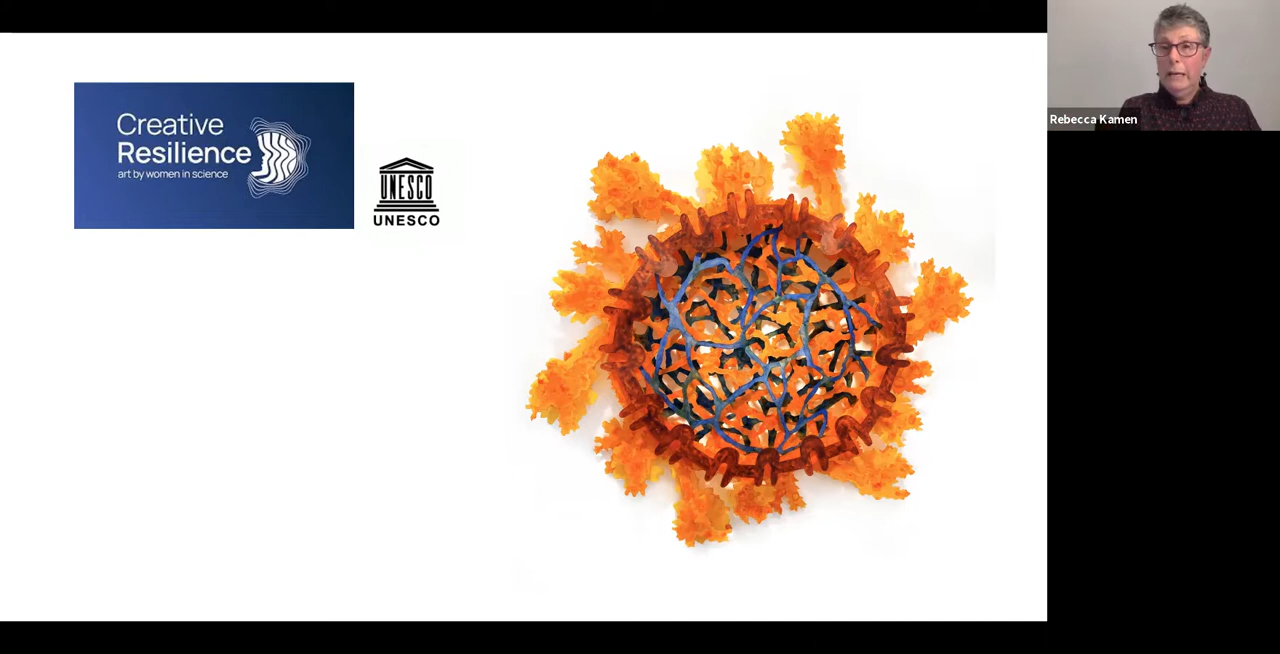 Creative
Resilience
art by women in science
UNESCO
UNESCO
Rebecca Kamen